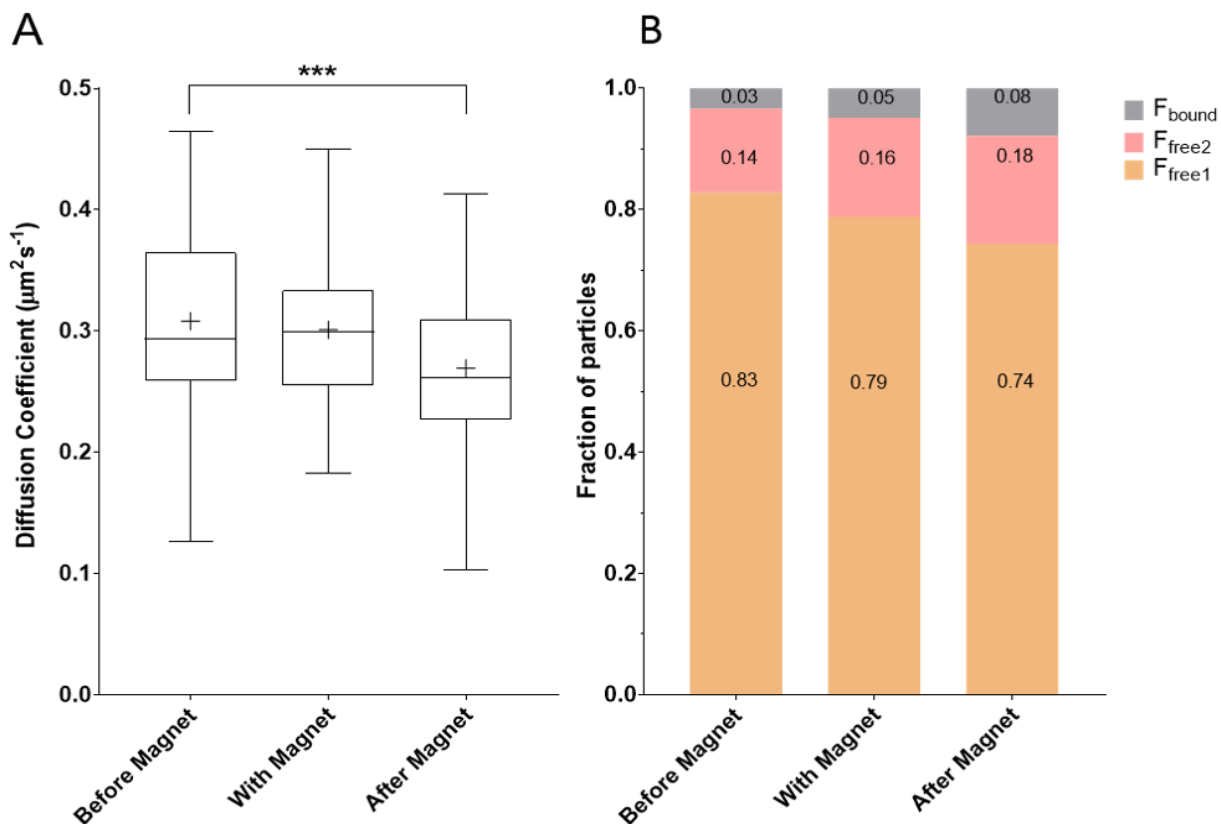 A
***
Diffusion Coefficient (µm²s⁻¹)
0.5
0.4
0.3
0.2
0.1
0.0
Before Magnet
With Magnet
After Magnet
B
Fraction of particles
1.0
0.8
0.6
0.4
0.2
0.0
0.03
0.05
0.08
0.14
0.16
0.18
0.83
0.79
0.74
Before Magnet
With Magnet
After Magnet
Fbound
Ffree2
Ffree1